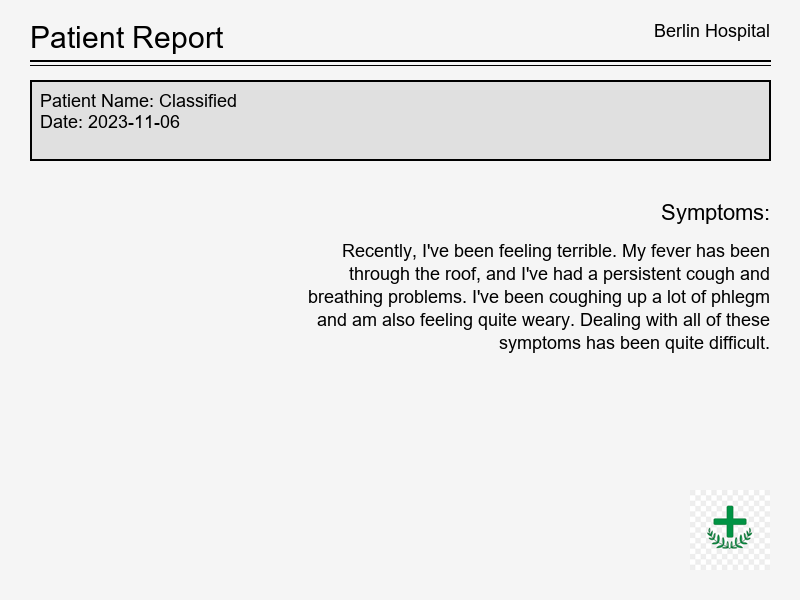 Patient Report
Berlin Hospital
Patient Name: Classified
Date: 2023-11-06
Symptoms:
Recently, I've been feeling terrible. My fever has been
through the roof, and I've had a persistent cough and
breathing problems. I've been coughing up a lot of phlegm
and am also feeling quite weary. Dealing with all of these
symptoms has been quite difficult.